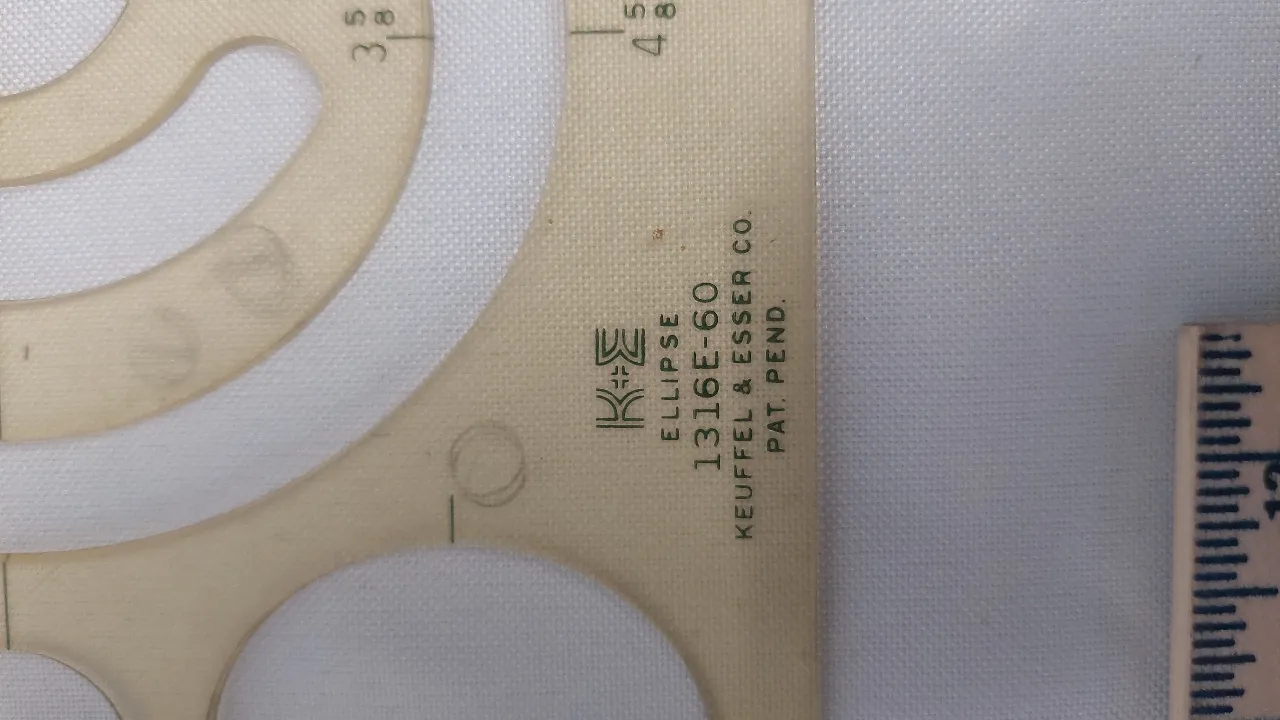 3 5/8
4 5/8
K+E
ELLIPSE
1316E-60
KEUFFEL & ESSER CO.
PAT. PEND.